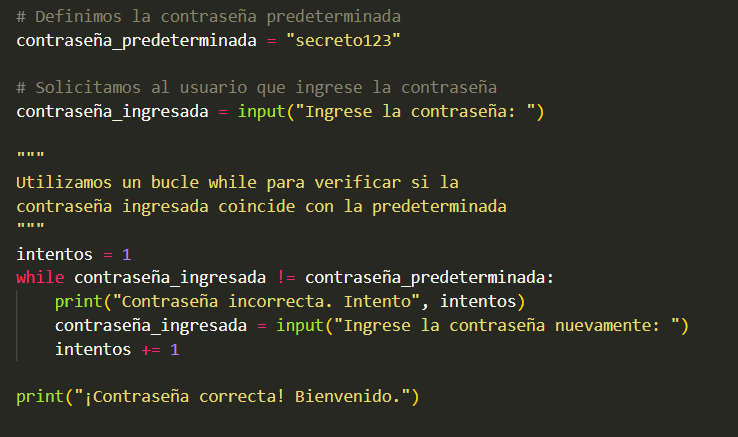 # Definimos la contraseña predeterminada
contraseña_predeterminada = "secreto123"
# Solicitamos al usuario que ingrese la contraseña
contraseña_ingresada = input("Ingrese la contraseña: ")
"""
Utilizamos un bucle while para verificar si la
contraseña ingresada coincide con la predeterminada
"""
intentos = 1
while contraseña_ingresada != contraseña_predeterminada:
    print("Contraseña incorrecta. Intento", intentos)
    contraseña_ingresada = input("Ingrese la contraseña nuevamente: ")
    intentos += 1
print("¡Contraseña correcta! Bienvenido.")